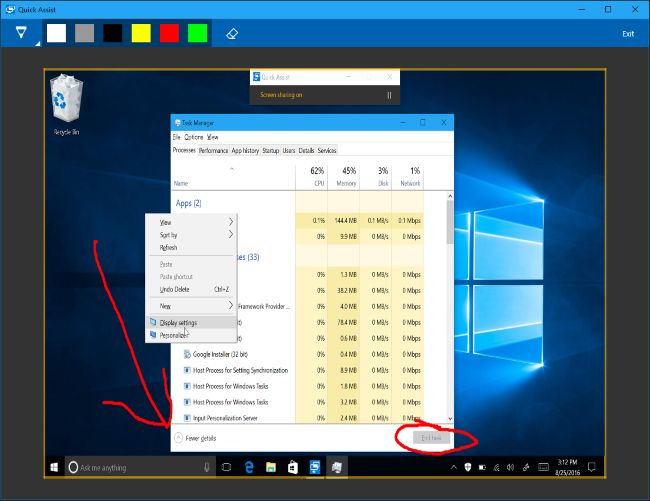 Quick Assist
Exit
Quick Assist
Screen sharing on
Recycle Bin
Task Manager
File Options View
Processes Performance App history Startup Users Details Services
62% 45% 3% 1%
Name CPU Memory Disk Network
Apps (2)
0.1% 144.4 MB 0.1 MB/s 0.1 Mbps
0% 9.9 MB 0 MB/s 0 Mbps
View
Sort by
Refresh
Paste
Paste shortcut
Undo Delete Ctrl+Z
New
Display settings
Personalize
sses (33)
0% 1.3 MB 0 MB/s 0 Mbps
0% 38.2 MB 0 MB/s 0 Mbps
Framework Provider ... 0% 4.0 MB 0 MB/s 0 Mbps
bit) 0% 78.4 MB 0 MB/s 0 Mbps
bit) 0% 0.6 MB 0 MB/s 0 Mbps
Google Installer (32 bit) 0% 0.4 MB 0 MB/s 0 Mbps
Host Process for Setting Synchronization 0% 8.9 MB 0 MB/s 0 Mbps
Host Process for Windows Tasks 0% 1.8 MB 0 MB/s 0 Mbps
Host Process for Windows Tasks 0% 3.2 MB 0 MB/s 0 Mbps
Input Personalization Server 0% 2.4 MB 0 MB/s 0 Mbps
Fewer details
End task
Ask me anything
3:12 PM
8/25/2016